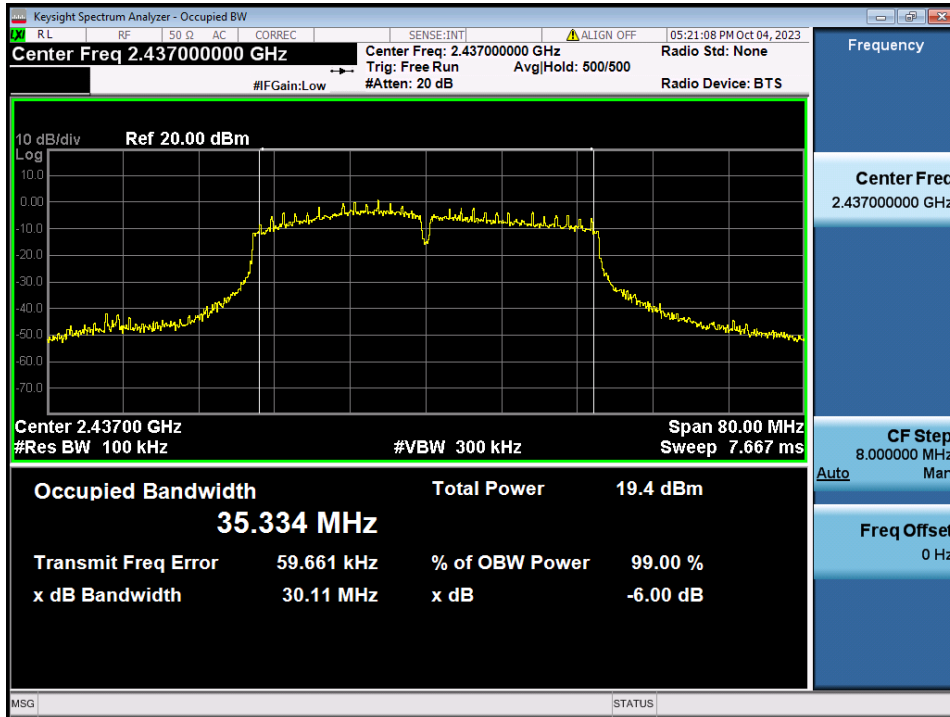 Keysight Spectrum Analyzer - Occupied BW
LXI RL RF 50 Ω AC CORREC SENSE:INT ALIGN OFF 05:21:08 PM Oct 04, 2023
Center Freq 2.437000000 GHz
Center Freq: 2.437000000 GHz
Radio Std: None
Trig: Free Run Avg|Hold: 500/500
#IFGain:Low
#Atten: 20 dB
Radio Device: BTS
10 dB/div Ref 20.00 dBm
Log
10.0
0.00
-10.0
-20.0
-30.0
-40.0
-50.0
-60.0
-70.0
Center 2.43700 GHz Span 80.00 MHz
#Res BW 100 kHz #VBW 300 kHz Sweep 7.667 ms
Occupied Bandwidth Total Power 19.4 dBm
35.334 MHz
Transmit Freq Error 59.661 kHz % of OBW Power 99.00 %
x dB Bandwidth 30.11 MHz x dB -6.00 dB
Frequency
Center Freq
2.437000000 GHz
CF Step
8.000000 MHz
Auto Man
Freq Offset
0 Hz
MSG STATUS